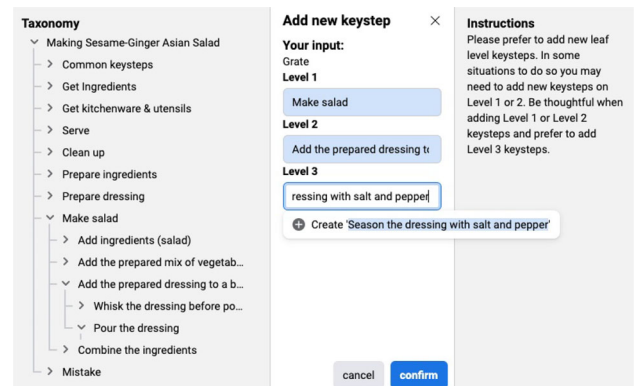 Taxonomy
Making Sesame-Ginger Asian Salad
Common keysteps
Get Ingredients
Get kitchenware & utensils
Serve
Clean up
Prepare ingredients
Prepare dressing
Make salad
Add ingredients (salad)
Add the prepared mix of vegetab...
Add the prepared dressing to a b...
Whisk the dressing before po...
Pour the dressing
Combine the ingredients
Mistake
Add new keystep
Your input:
Grate
Level 1
Make salad
Level 2
Add the prepared dressing to
Level 3
ressing with salt and pepper
Create 'Season the dressing with salt and pepper'
cancel
confirm
Instructions
Please prefer to add new leaf
level keysteps. In some
situations to do so you may
need to add new keysteps on
Level 1 or 2. Be thoughtful when
adding Level 1 or Level 2
keysteps and prefer to add
Level 3 keysteps.